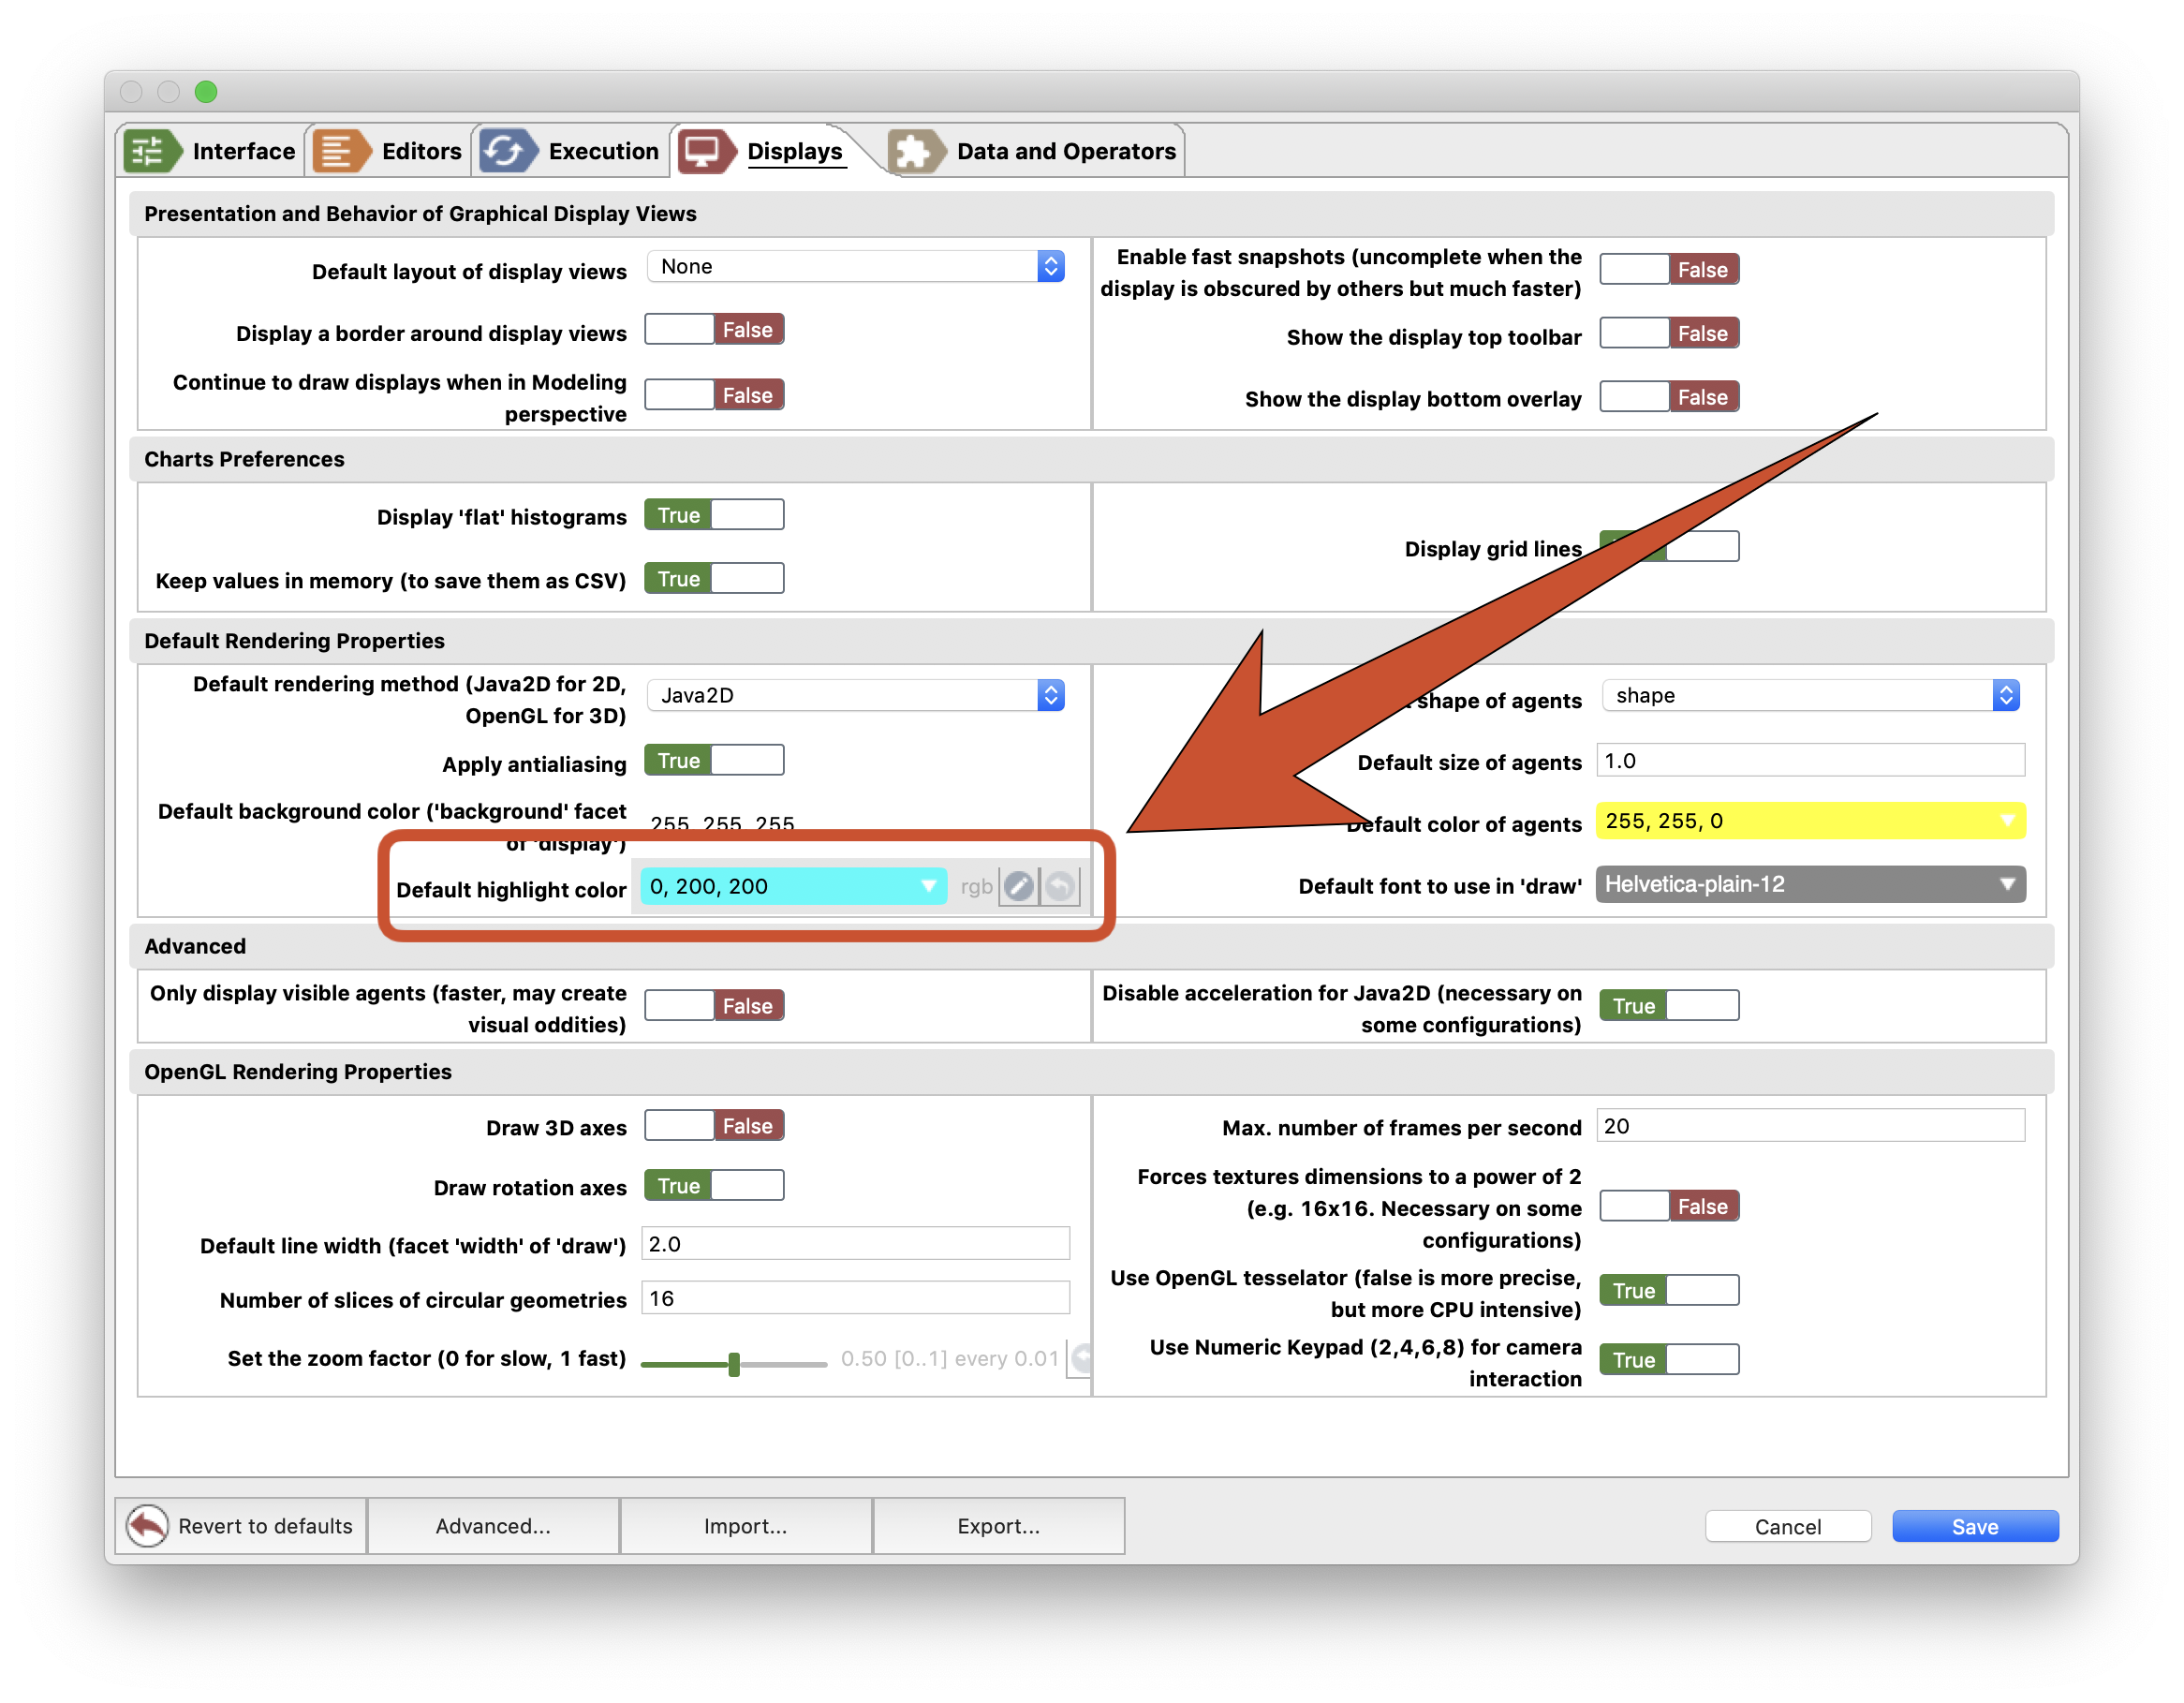 Interface Editors Execution Displays Data and Operators
Presentation and Behavior of Graphical Display Views
Default layout of display views None
Display a border around display views False
Continue to draw displays when in Modeling
perspective False
Enable fast snapshots (uncomplete when the
display is obscured by others but much faster) False
Show the display top toolbar False
Show the display bottom overlay False
Charts Preferences
Display 'flat' histograms True
Keep values in memory (to save them as CSV) True
Display grid lines
Default Rendering Properties
Default rendering method (Java2D for 2D,
OpenGL for 3D) Java2D
Apply antialiasing True
Default background color ('background' facet
of 'display') 255, 255, 255
Default highlight color 0, 200, 200 rgb
shape of agents shape
Default size of agents 1.0
Default color of agents 255, 255, 0
Default font to use in 'draw' Helvetica-plain-12
Advanced
Only display visible agents (faster, may create
visual oddities) False
Disable acceleration for Java2D (necessary on
some configurations) True
OpenGL Rendering Properties
Draw 3D axes False
Draw rotation axes True
Default line width (facet 'width' of 'draw') 2.0
Number of slices of circular geometries 16
Set the zoom factor (0 for slow, 1 fast) 0.50 [0..1] every 0.01
Max. number of frames per second 20
Forces textures dimensions to a power of 2
(e.g. 16x16. Necessary on some
configurations) False
Use OpenGL tesselator (false is more precise,
but more CPU intensive) True
Use Numeric Keypad (2,4,6,8) for camera
interaction True
Revert to defaults Advanced... Import... Export... Cancel Save